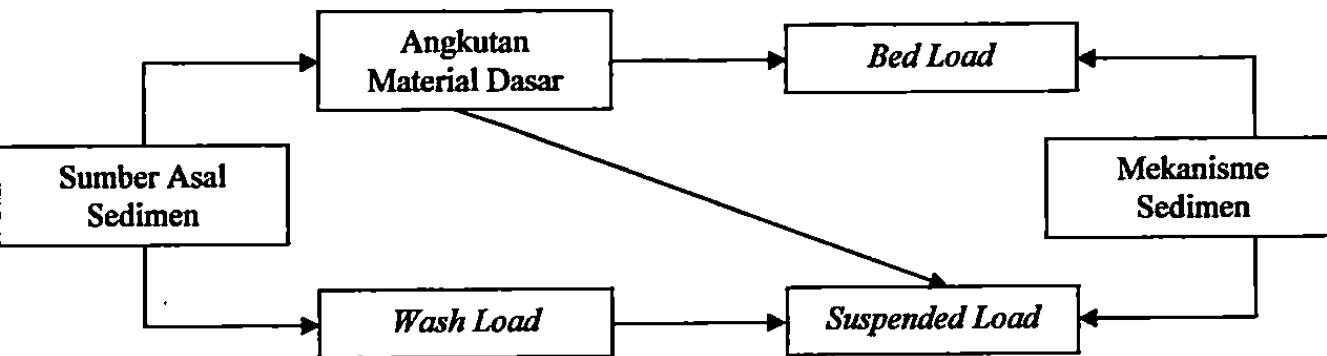 Angkutan
Material Dasar
Bed Load
Sumber Asal
Sedimen
Mekanisme
Sedimen
Wash Load
Suspended Load